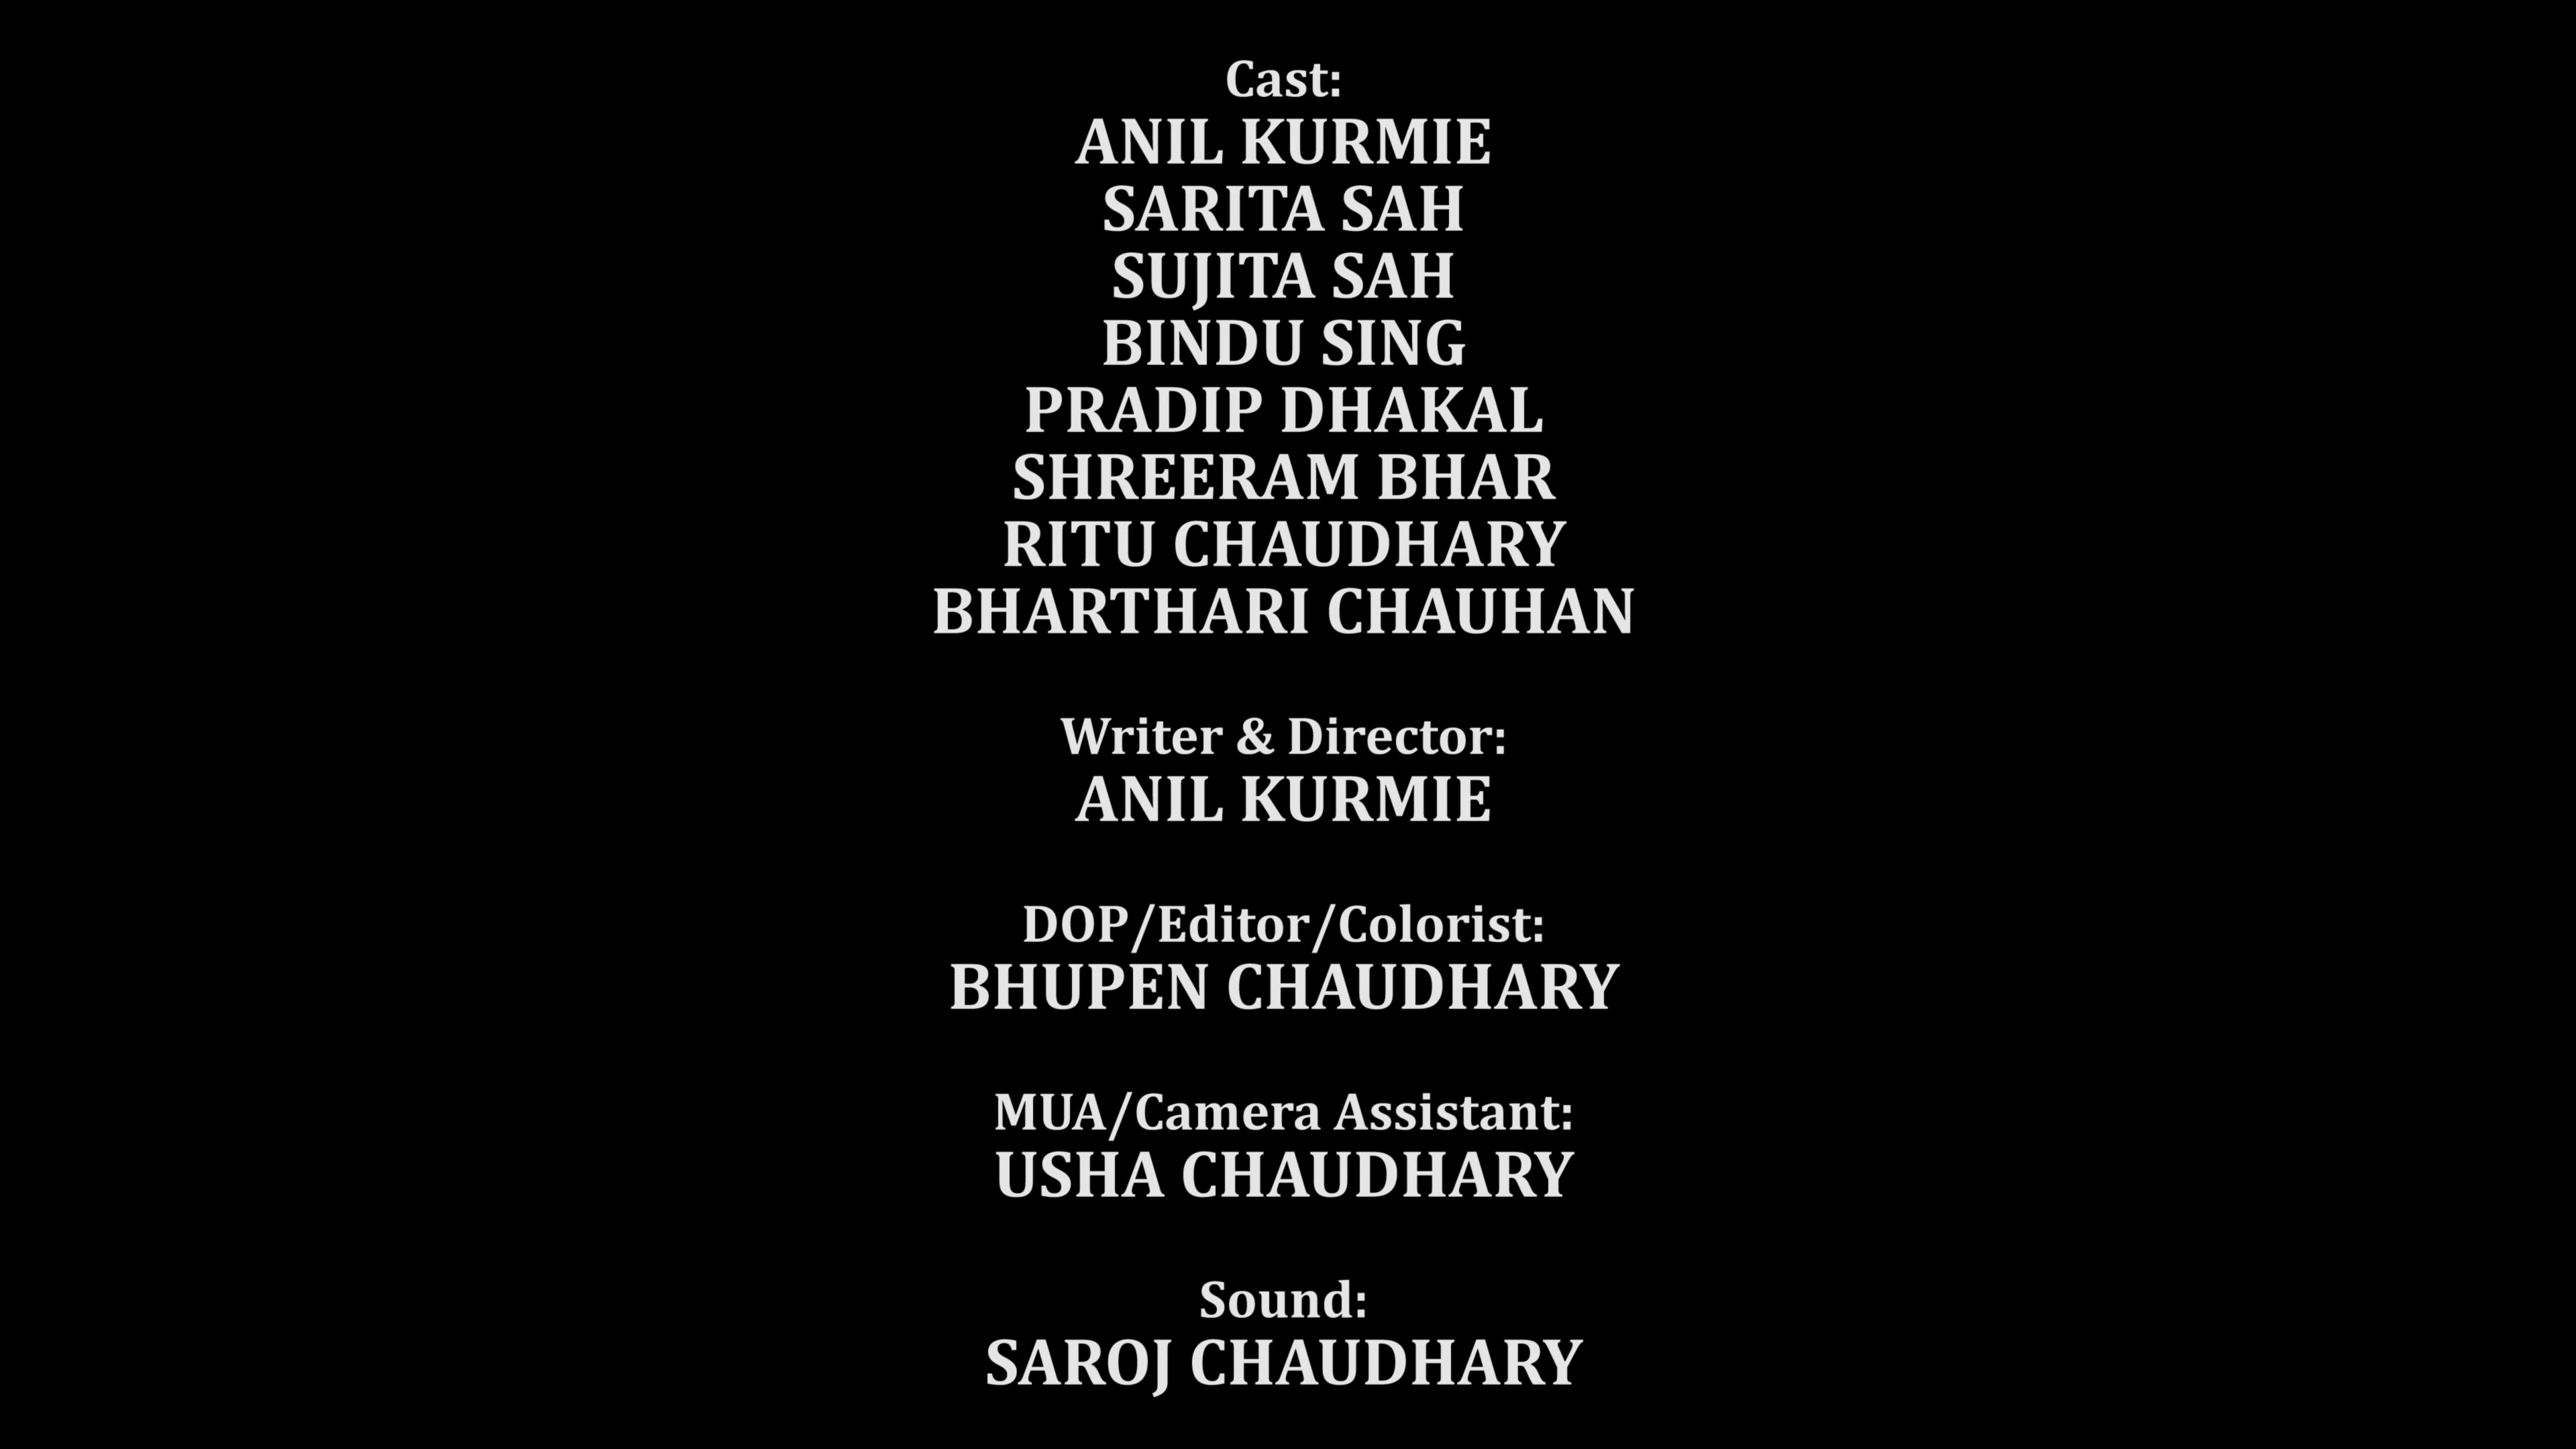 Cast:
ANIL KURMIE
SARITA SAH
SUJITA SAH
BINDU SING
PRADIP DHAKAL
SHREERAM BHAR
RITU CHAUDHARY
BHARTHARI CHAUHAN
Writer & Director:
ANIL KURMIE
DOP/Editor/Colorist:
BHUPEN CHAUDHARY
MUA/Camera Assistant:
USHA CHAUDHARY
Sound:
SAROJ CHAUDHARY